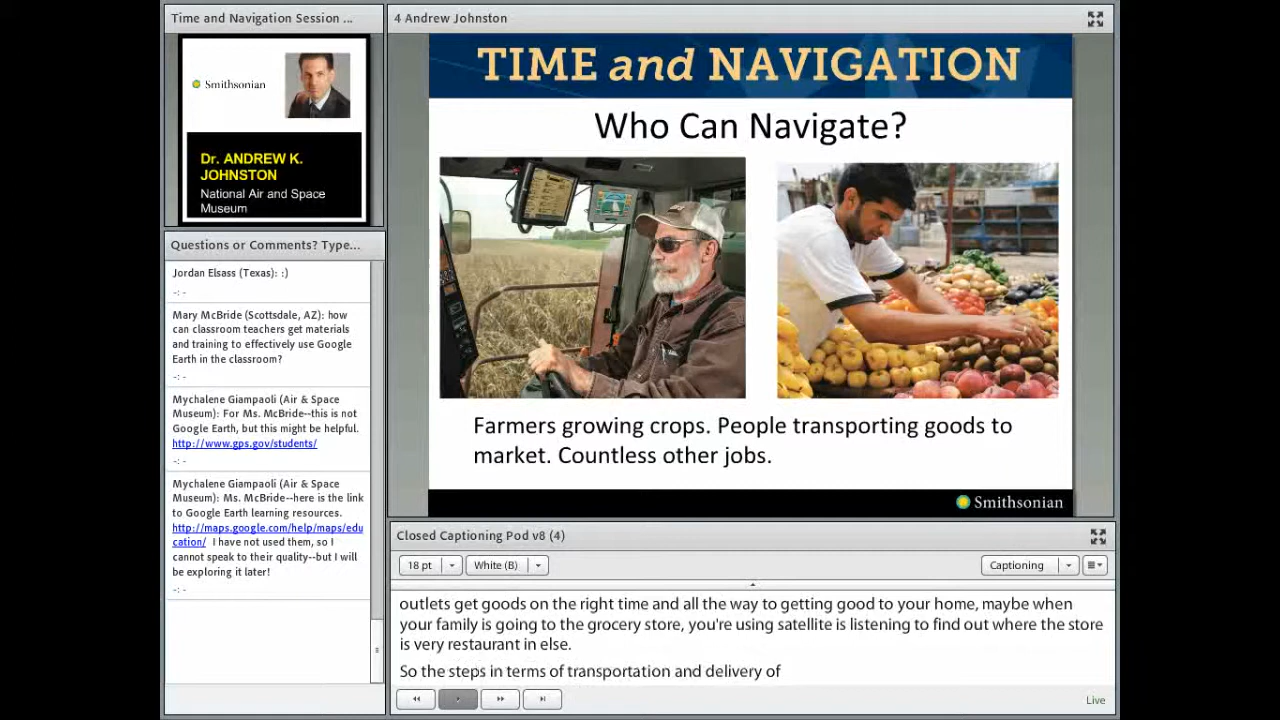 Time and Navigation Session ...
Smithsonian
Dr. ANDREW K.
JOHNSTON
National Air and Space
Museum
Questions or Comments? Type...
Jordan Elsass (Texas): :)
-: -
Mary McBride (Scottsdale, AZ): how
can classroom teachers get materials
and training to effectively use Google
Earth in the classroom?
-: -
Mychalene Giampaoli (Air & Space
Museum): For Ms. McBride--this is not
Google Earth, but this might be helpful.
http://www.gps.gov/students/
-: -
Mychalene Giampaoli (Air & Space
Museum): Ms. McBride--here is the link
to Google Earth learning resources.
http://maps.google.com/help/maps/edu
cation/ I have not used them, so I
cannot speak to their quality--but I will
be exploring it later!
-: -
4 Andrew Johnston
TIME and NAVIGATION
Who Can Navigate?
Farmers growing crops. People transporting goods to
market. Countless other jobs.
Smithsonian
Closed Captioning Pod v8 (4)
18 pt
White (B)
Captioning
outlets get goods on the right time and all the way to getting good to your home, maybe when
your family is going to the grocery store, you're using satellite is listening to find out where the store
is very restaurant in else.
So the steps in terms of transportation and delivery of
Live